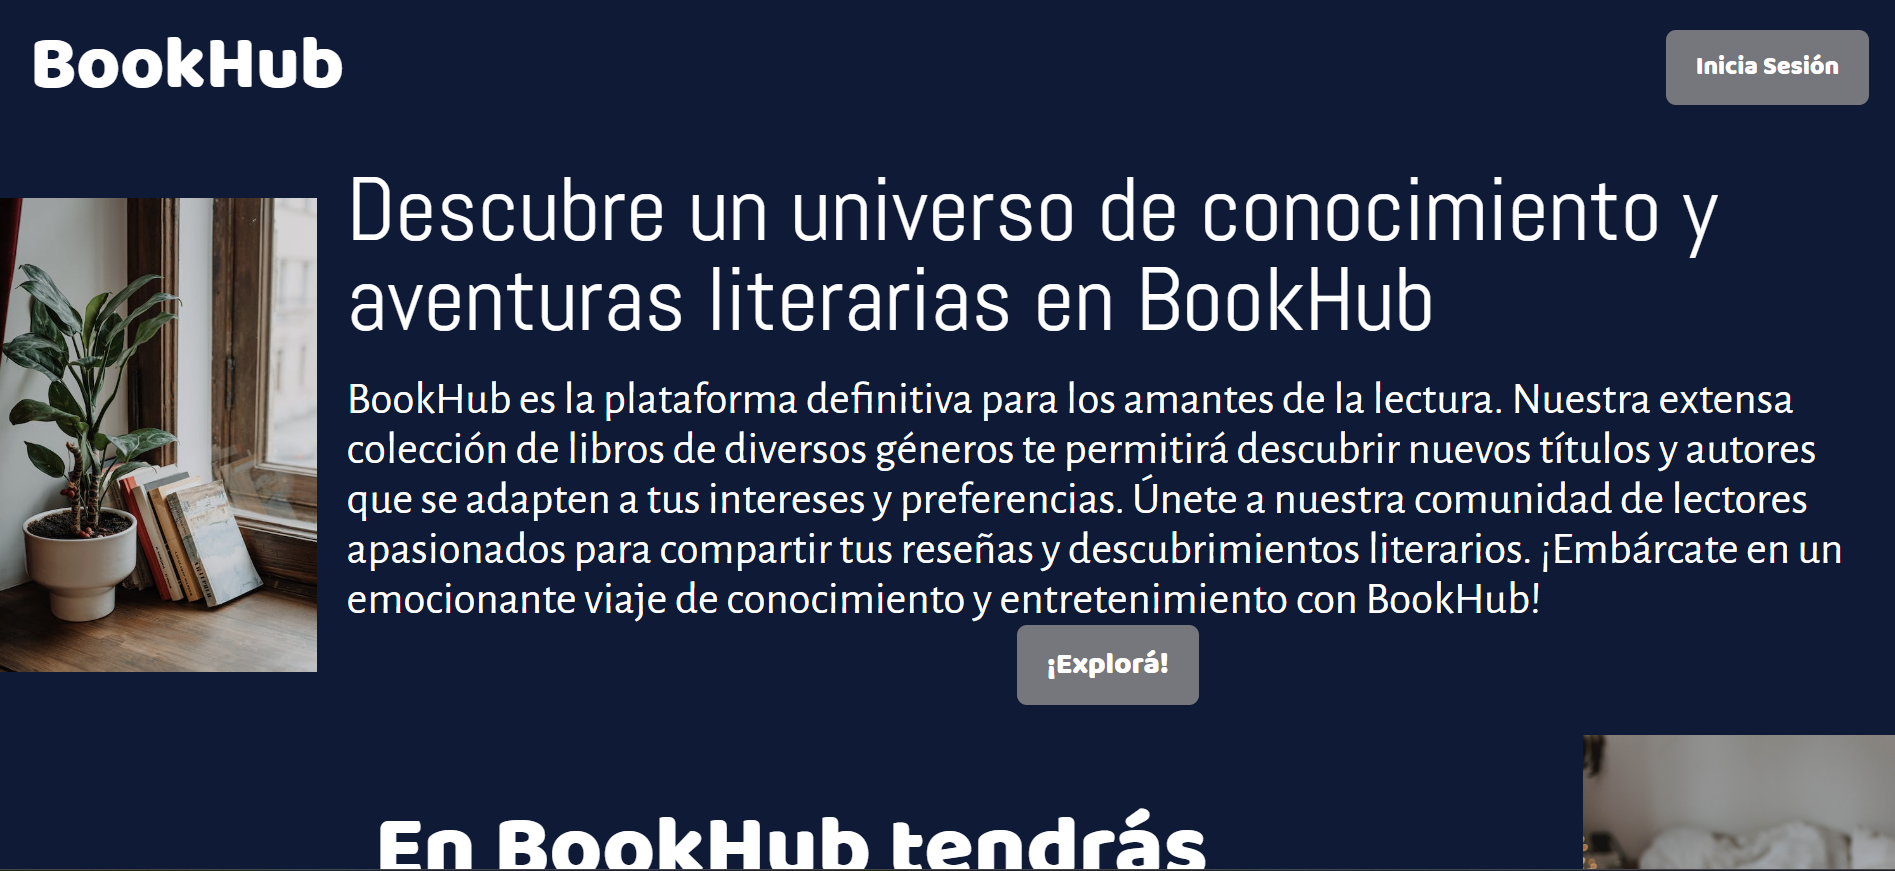 BookHub
Inicia Sesión
Descubre un universo de conocimiento y
aventuras literarias en BookHub
BookHub es la plataforma definitiva para los amantes de la lectura. Nuestra extensa
colección de libros de diversos géneros te permitirá descubrir nuevos títulos y autores
que se adapten a tus intereses y preferencias. Únete a nuestra comunidad de lectores
apasionados para compartir tus reseñas y descubrimientos literarios. ¡Embárcate en un
emocionante viaje de conocimiento y entretenimiento con BookHub!
¡Explorá!
En BookHub tendrás